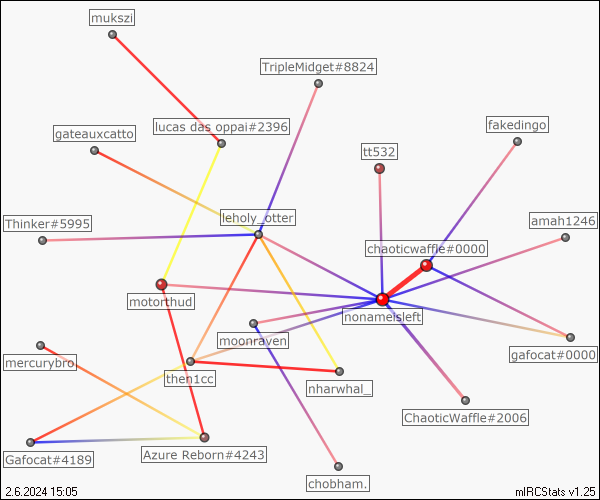 mukszi
TripleMidget#8824
lucas das oppai#2396
fakedingo
gateauxcatto
tt532
Thinker#5995
leholy_otter
amah1246
chaoticwaffle#0000
motorthud
nonameisleft
moonraven
mercurybro
gafocat#0000
then1cc
nharwhal_
ChaoticWaffle#2006
Gafocat#4189
Azure Reborn#4243
chobham.
2.6.2024 15:05
mIRCStats v1.25